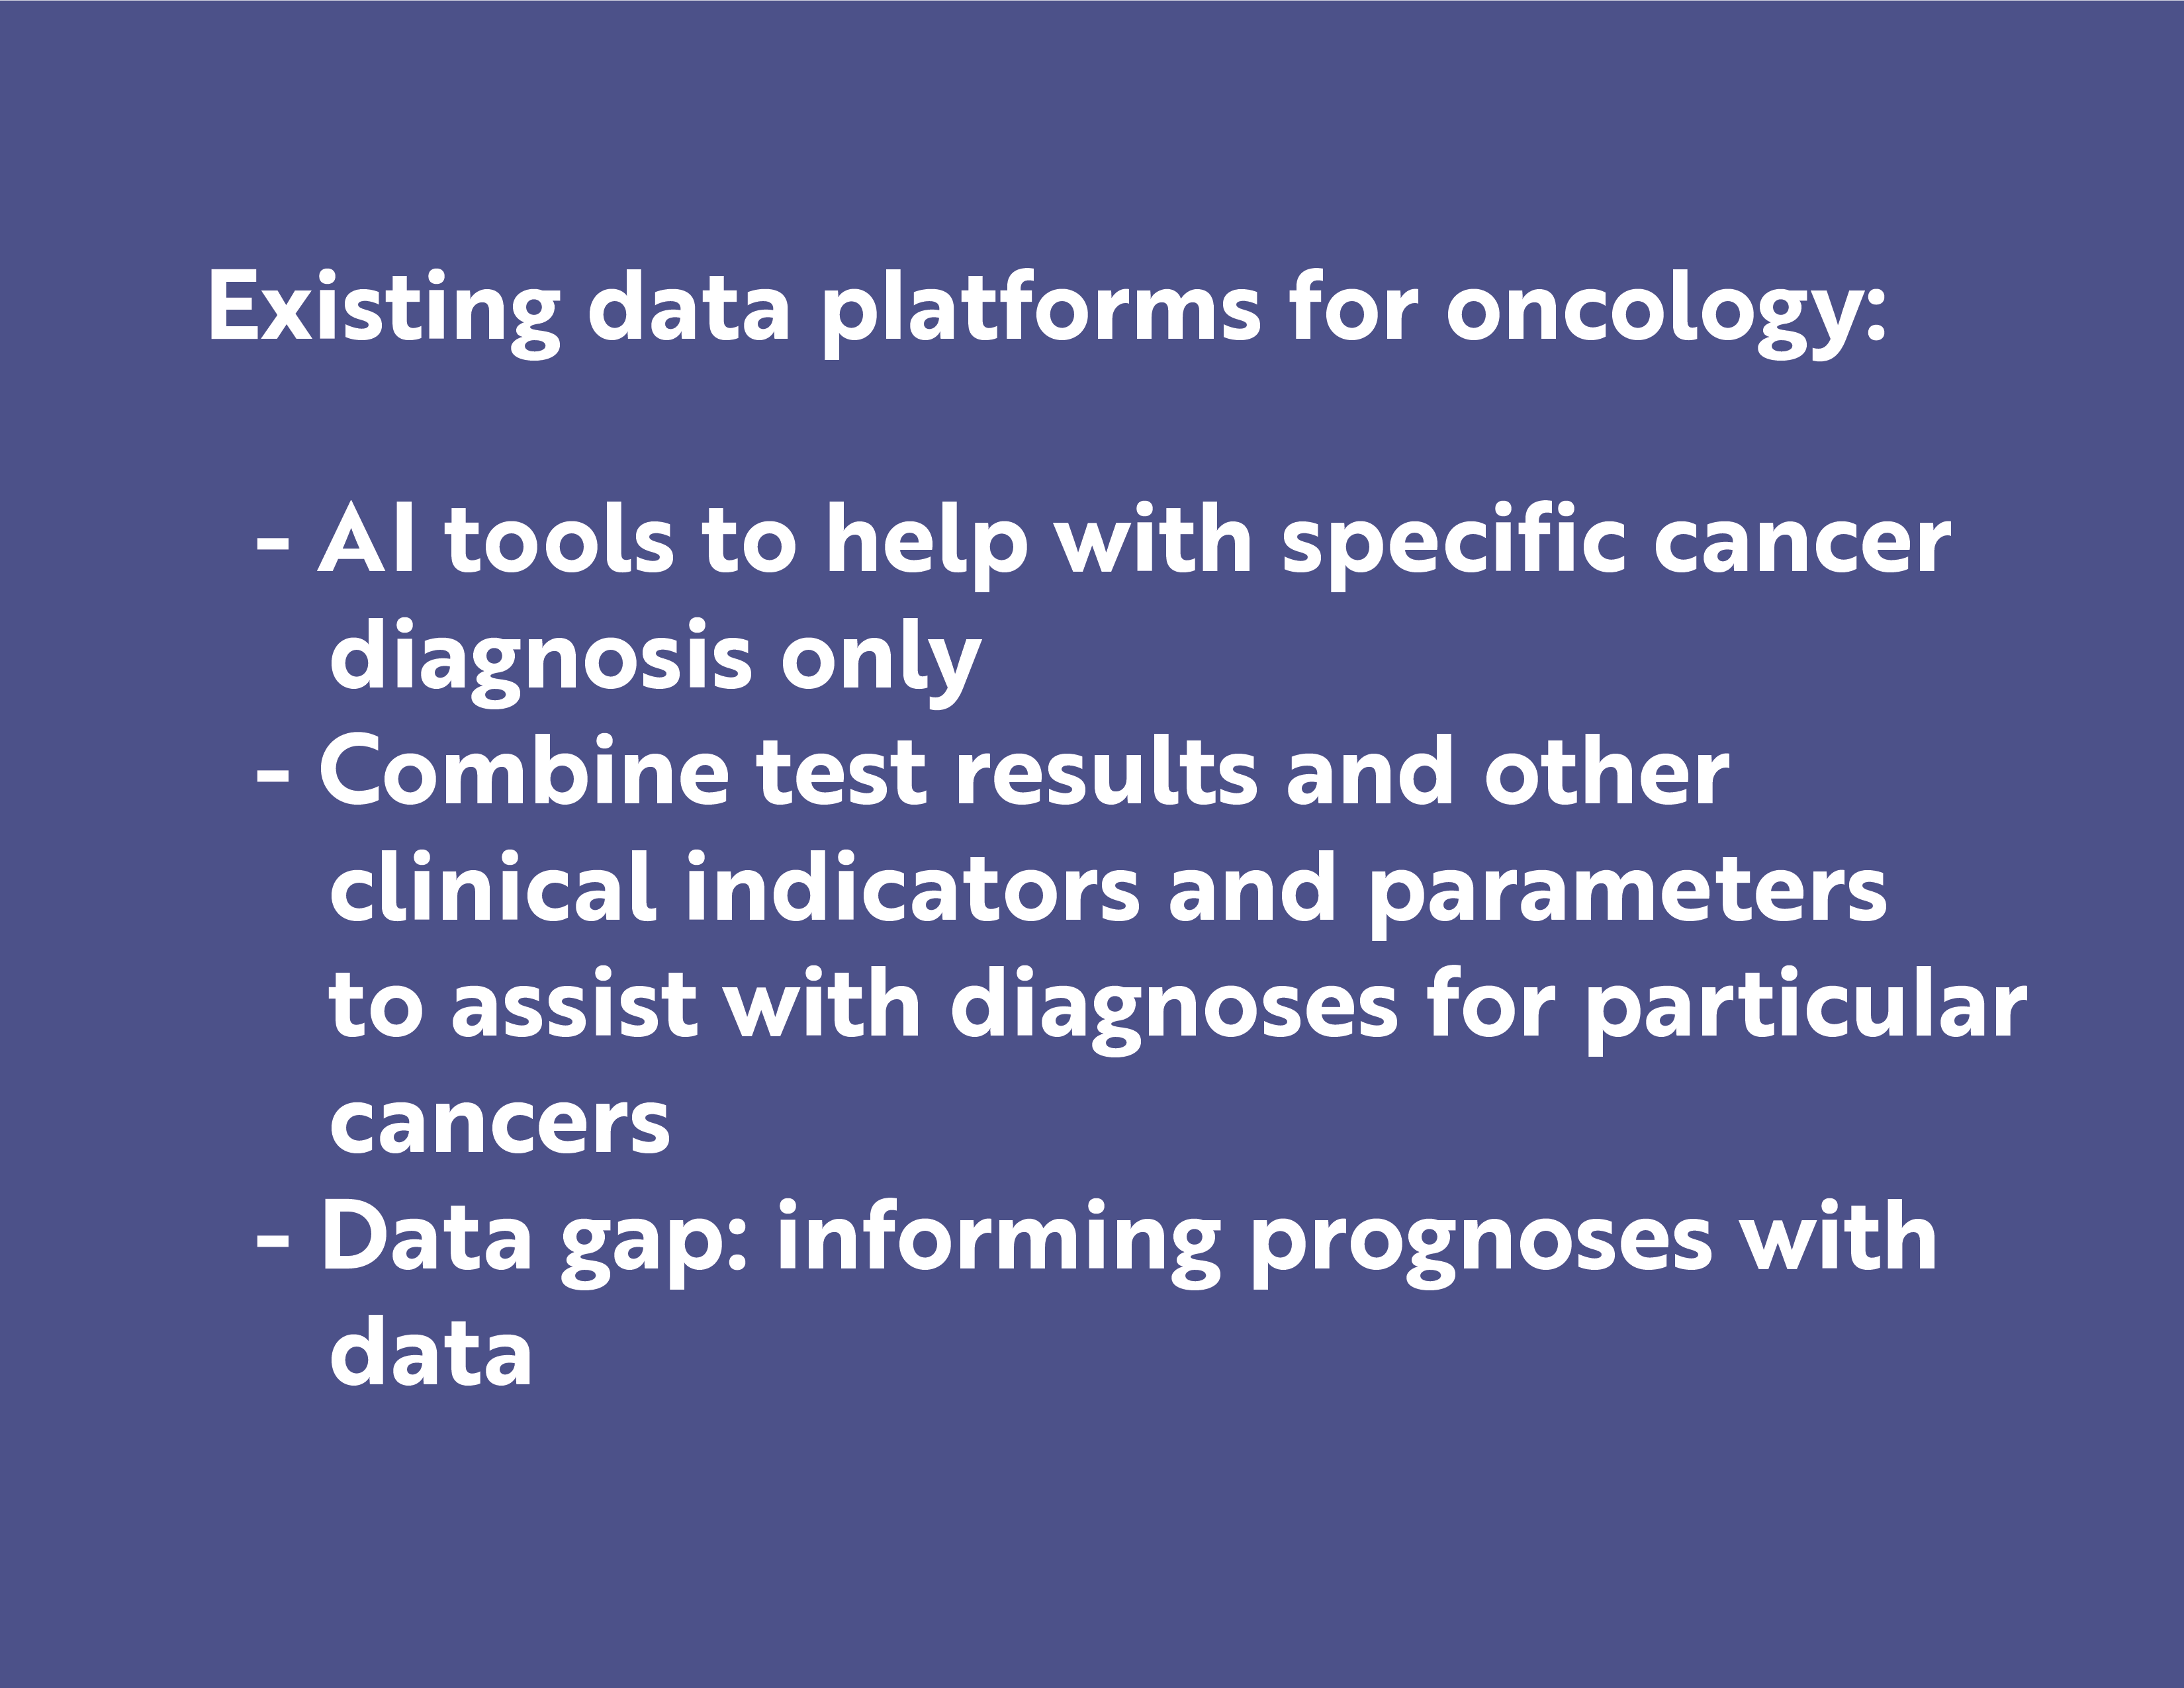 Existing data platforms for oncology:
- AI tools to help with specific cancer
diagnosis only
- Combine test results and other
clinical indicators and parameters
to assist with diagnoses for particular
cancers
- Data gap: informing prognoses with
data